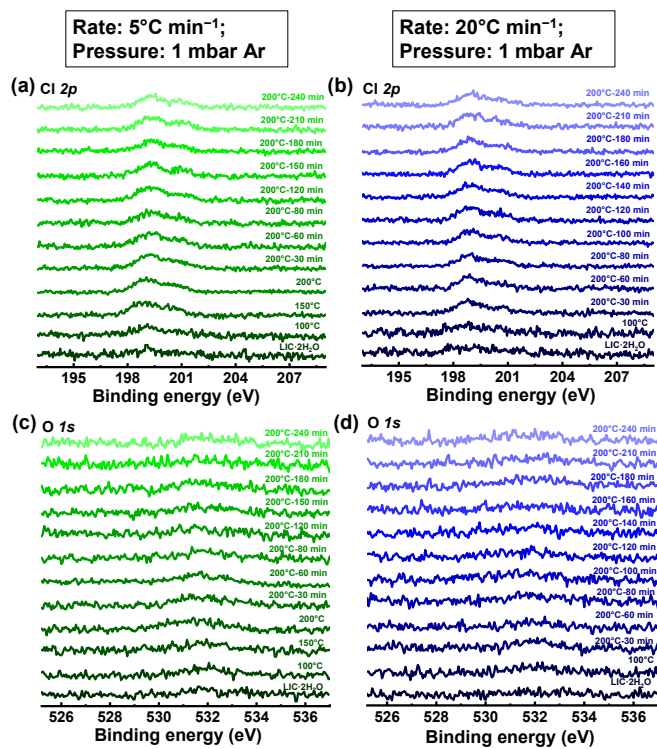 Rate: 5°C min⁻¹;
Pressure: 1 mbar Ar
Rate: 20°C min⁻¹;
Pressure: 1 mbar Ar
(a) Cl 2p
200°C-240 min
200°C-210 min
200°C-180 min
200°C-150 min
200°C-120 min
200°C-80 min
200°C-60 min
200°C-30 min
200°C
150°C
100°C
LIC·2H₂O
195 198 201 204 207
Binding energy (eV)
(b) Cl 2p
200°C-240 min
200°C-210 min
200°C-180 min
200°C-160 min
200°C-140 min
200°C-120 min
200°C-100 min
200°C-80 min
200°C-60 min
200°C-30 min
100°C
LIC·2H₂O
195 198 201 204 207
Binding energy (eV)
(c) O 1s
200°C-240 min
200°C-210 min
200°C-180 min
200°C-150 min
200°C-120 min
200°C-80 min
200°C-60 min
200°C-30 min
200°C
150°C
100°C
LIC·2H₂O
526 528 530 532 534 536
Binding energy (eV)
(d) O 1s
200°C-240 min
200°C-210 min
200°C-180 min
200°C-160 min
200°C-140 min
200°C-120 min
200°C-100 min
200°C-80 min
200°C-60 min
200°C-30 min
100°C
LIC·2H₂O
526 528 530 532 534 536
Binding energy (eV)